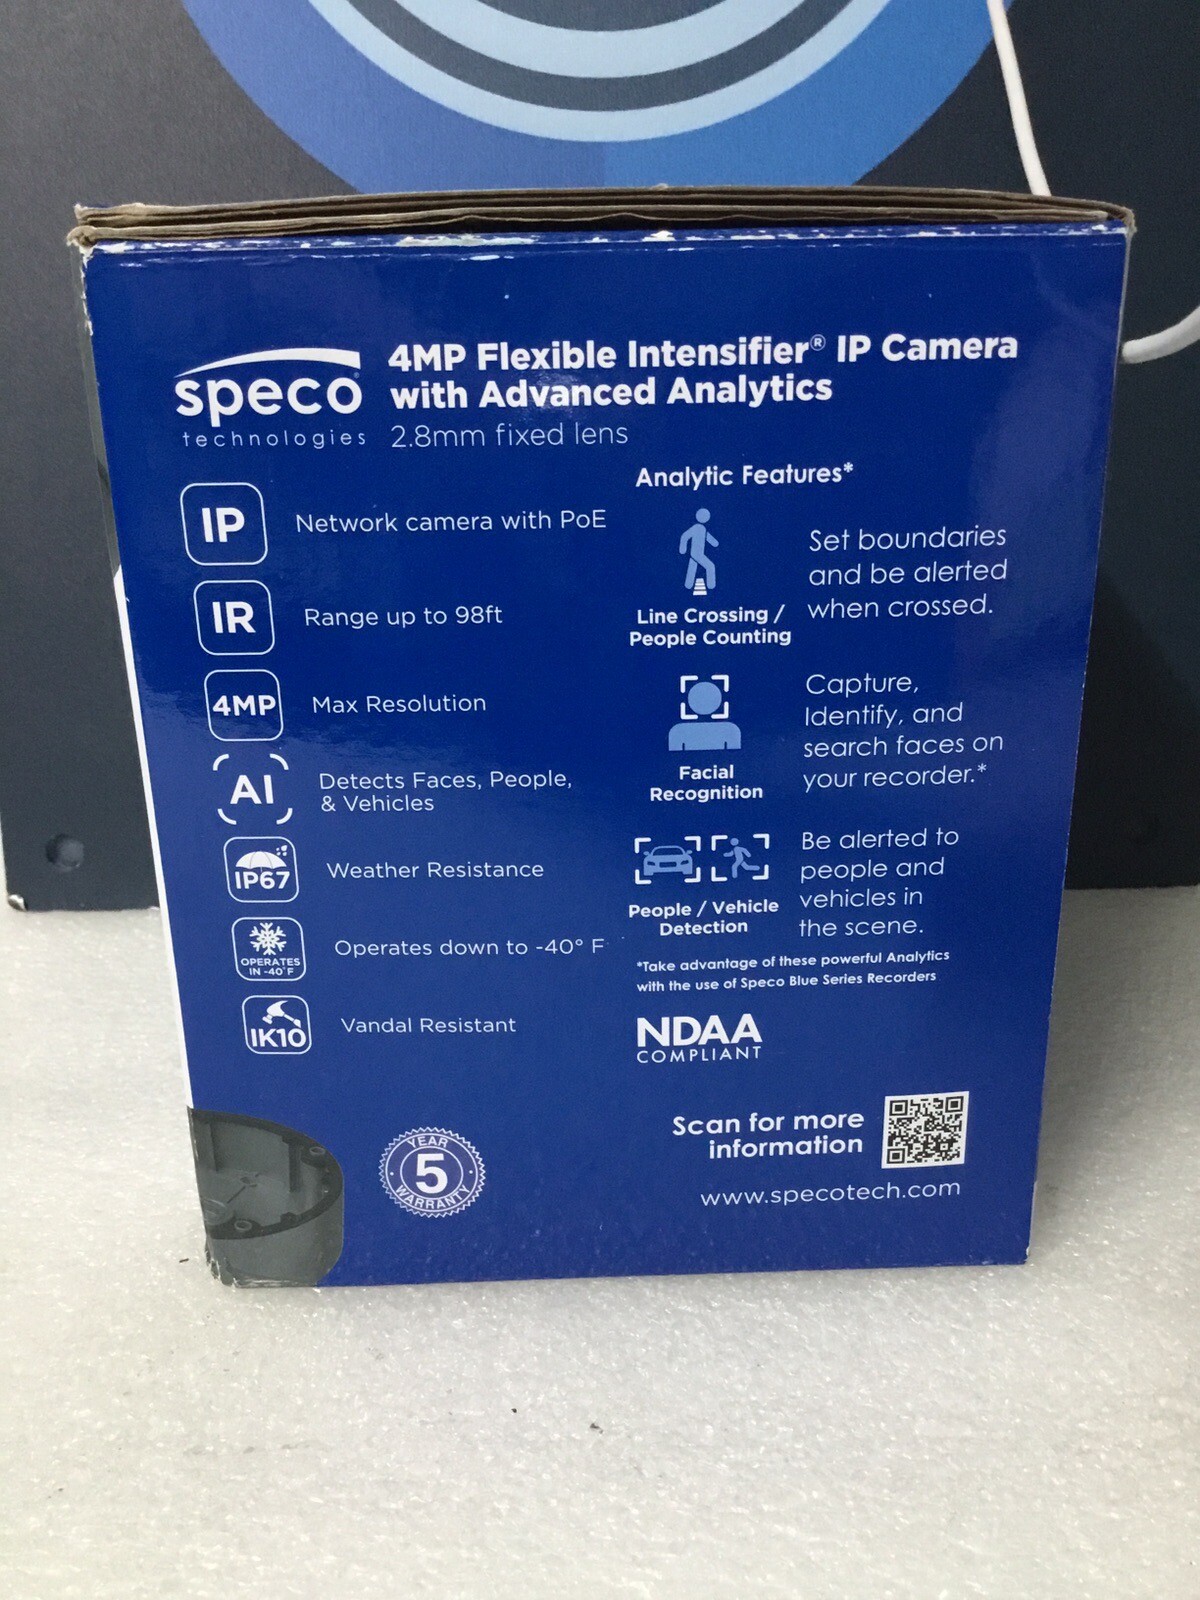 speco
technologies
4MP Flexible Intensifier® IP Camera
with Advanced Analytics
2.8mm fixed lens
IP
Network camera with PoE
IR
Range up to 98ft
4MP
Max Resolution
AI
Detects Faces, People,
& Vehicles
IP67
Weather Resistance
OPERATES
IN -40°F
Operates down to -40° F
IK10
Vandal Resistant
YEAR
5
WARRANTY
Analytic Features*
Line Crossing /
People Counting
Set boundaries
and be alerted
when crossed.
Facial
Recognition
Capture,
Identify, and
search faces on
your recorder.*
People / Vehicle
Detection
Be alerted to
people and
vehicles in
the scene.
*Take advantage of these powerful Analytics
with the use of Speco Blue Series Recorders
NDAA
COMPLIANT
Scan for more
information
www.specotech.com